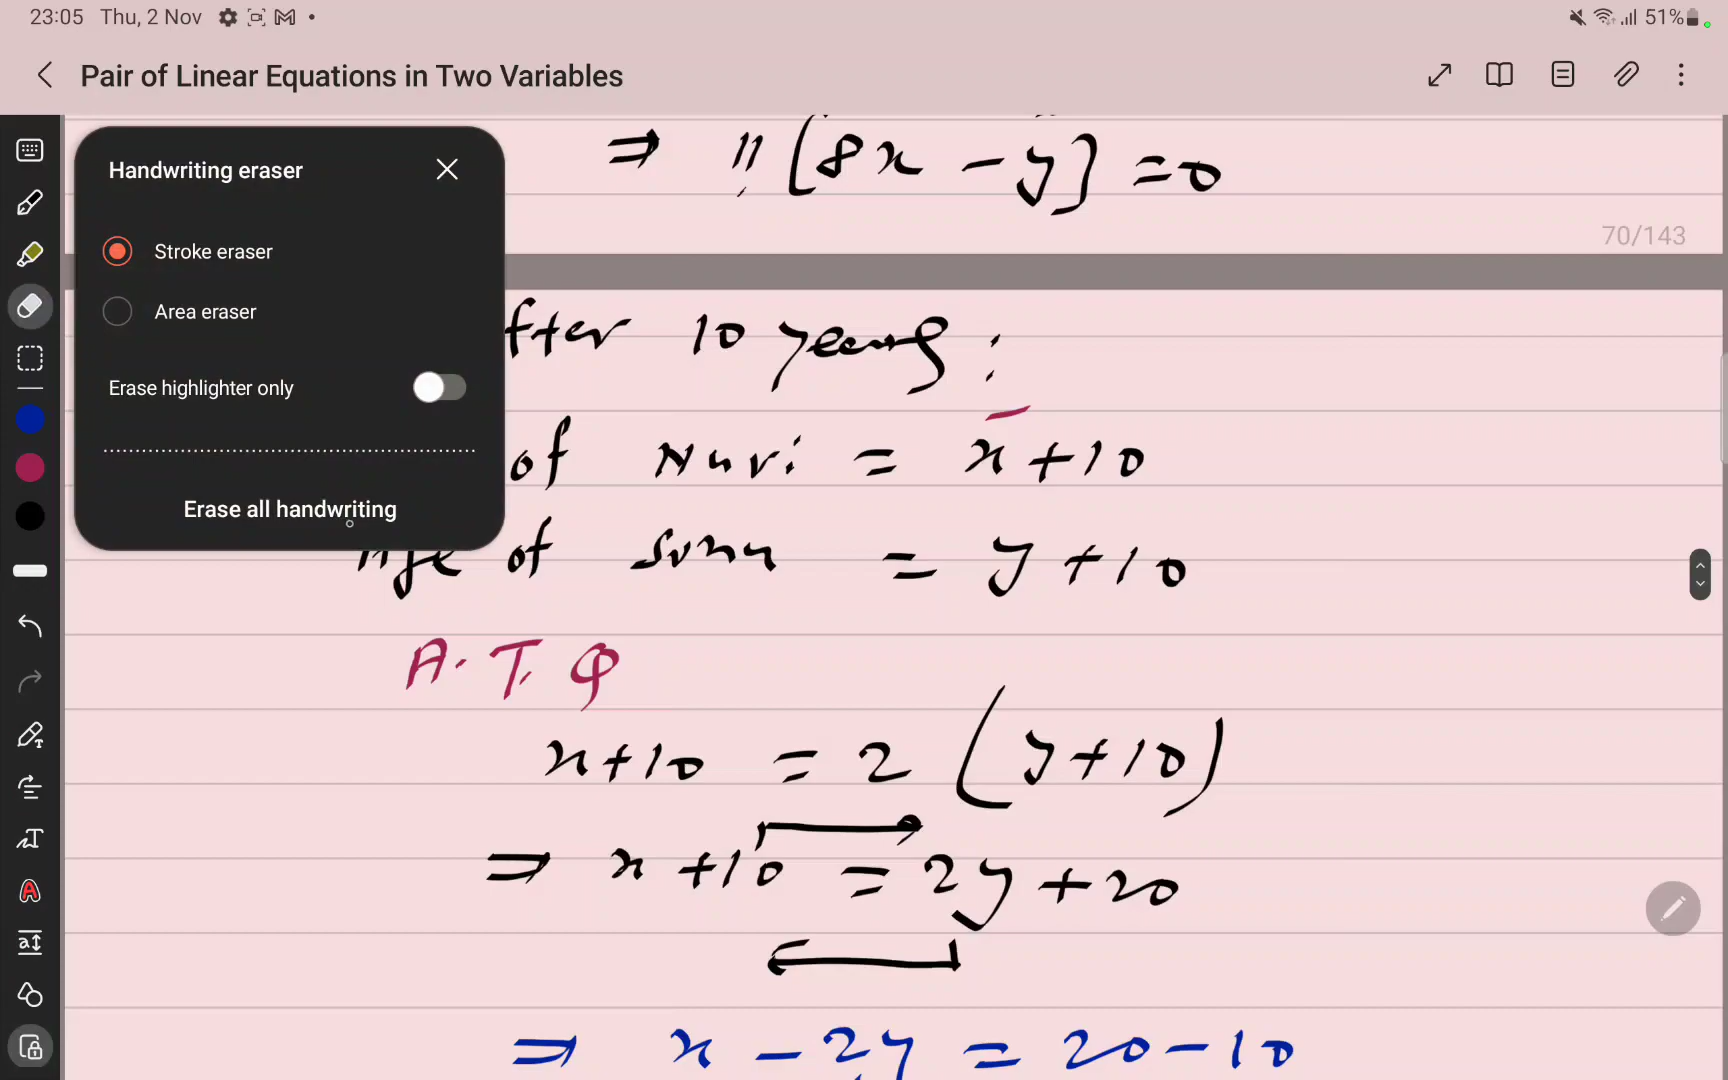 23:05 Thu, 2 Nov 51%
Pair of Linear Equations in Two Variables
Handwriting eraser
Stroke eraser
Area eraser
Erase highlighter only
Erase all handwriting
⇒ 11 (8x - y) = 0
70/143
fter 10 years :
of Nuri = x+10
Age of Sonu = y+10
A.T.Q
x+10 = 2 (y+10)
⇒ x+10 = 2y+20
⇒ x - 2y = 20-10